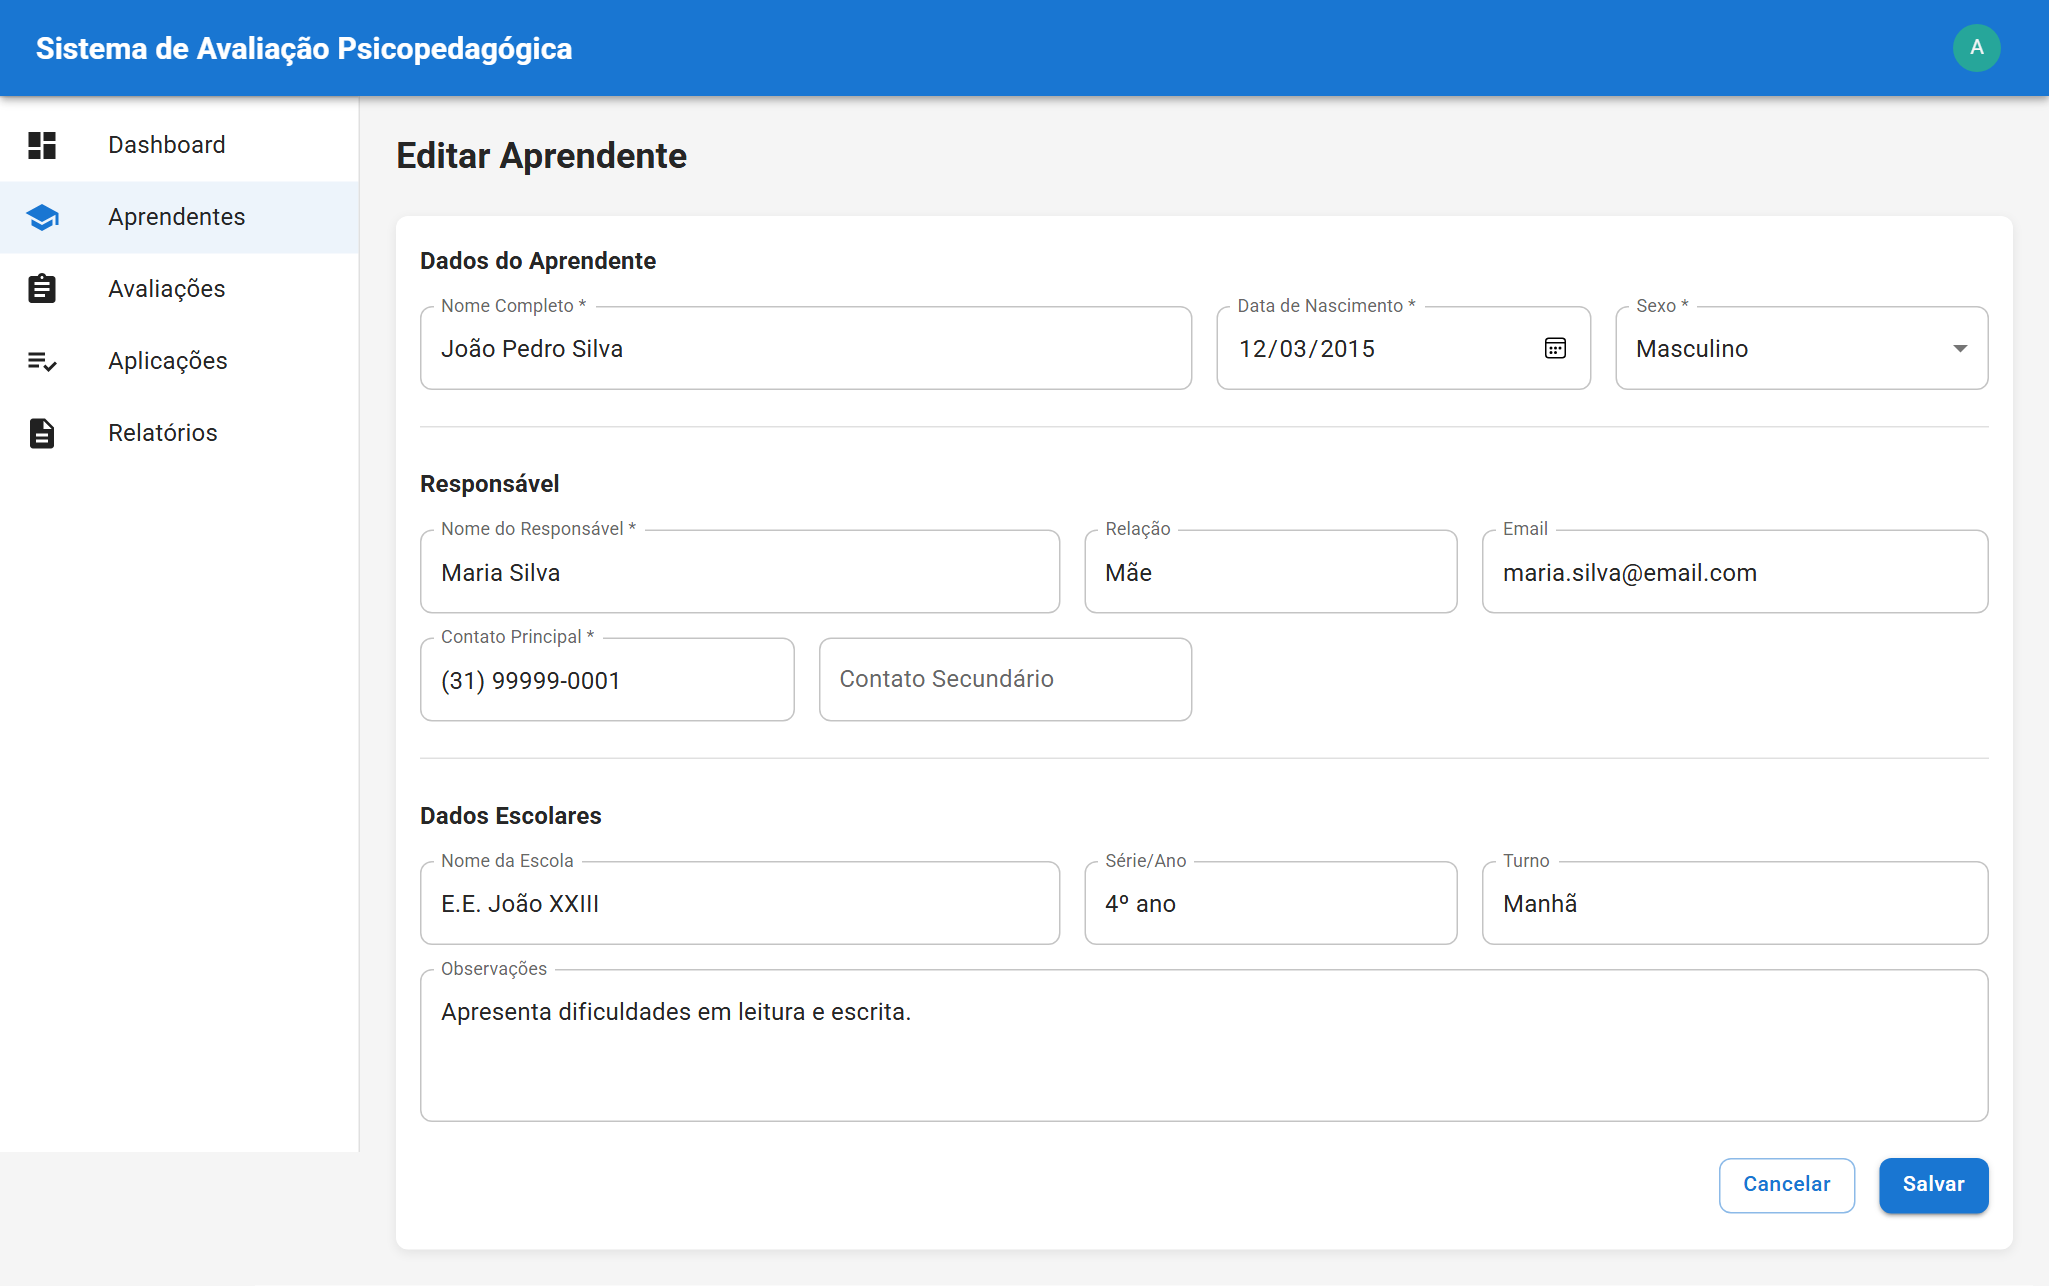 Sistema de Avaliação Psicopedagógica
A
Dashboard
Aprendentes
Avaliações
Aplicações
Relatórios
Editar Aprendente
Dados do Aprendente
Nome Completo * Data de Nascimento * Sexo *
João Pedro Silva 12/03/2015 Masculino
Responsável
Nome do Responsável * Relação Email
Maria Silva Mãe maria.silva@email.com
Contato Principal *
(31) 99999-0001 Contato Secundário
Dados Escolares
Nome da Escola Série/Ano Turno
E.E. João XXIII 4º ano Manhã
Observações
Apresenta dificuldades em leitura e escrita.
Cancelar Salvar